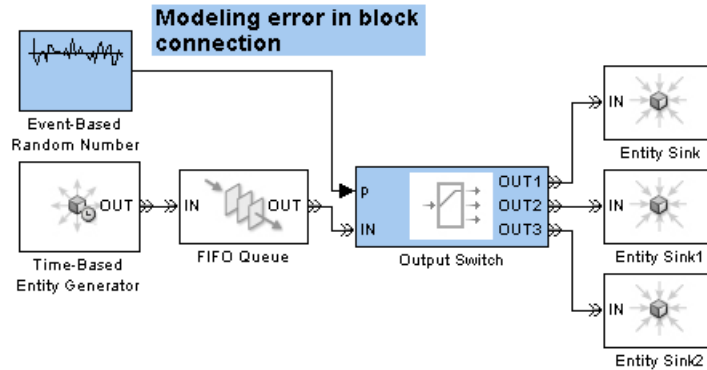 Modeling error in block
connection
Event-Based
Random Number
OUT
Time-Based
Entity Generator
IN
OUT
FIFO Queue
p
IN
OUT1
OUT2
OUT3
Output Switch
IN
Entity Sink
IN
Entity Sink1
IN
Entity Sink2